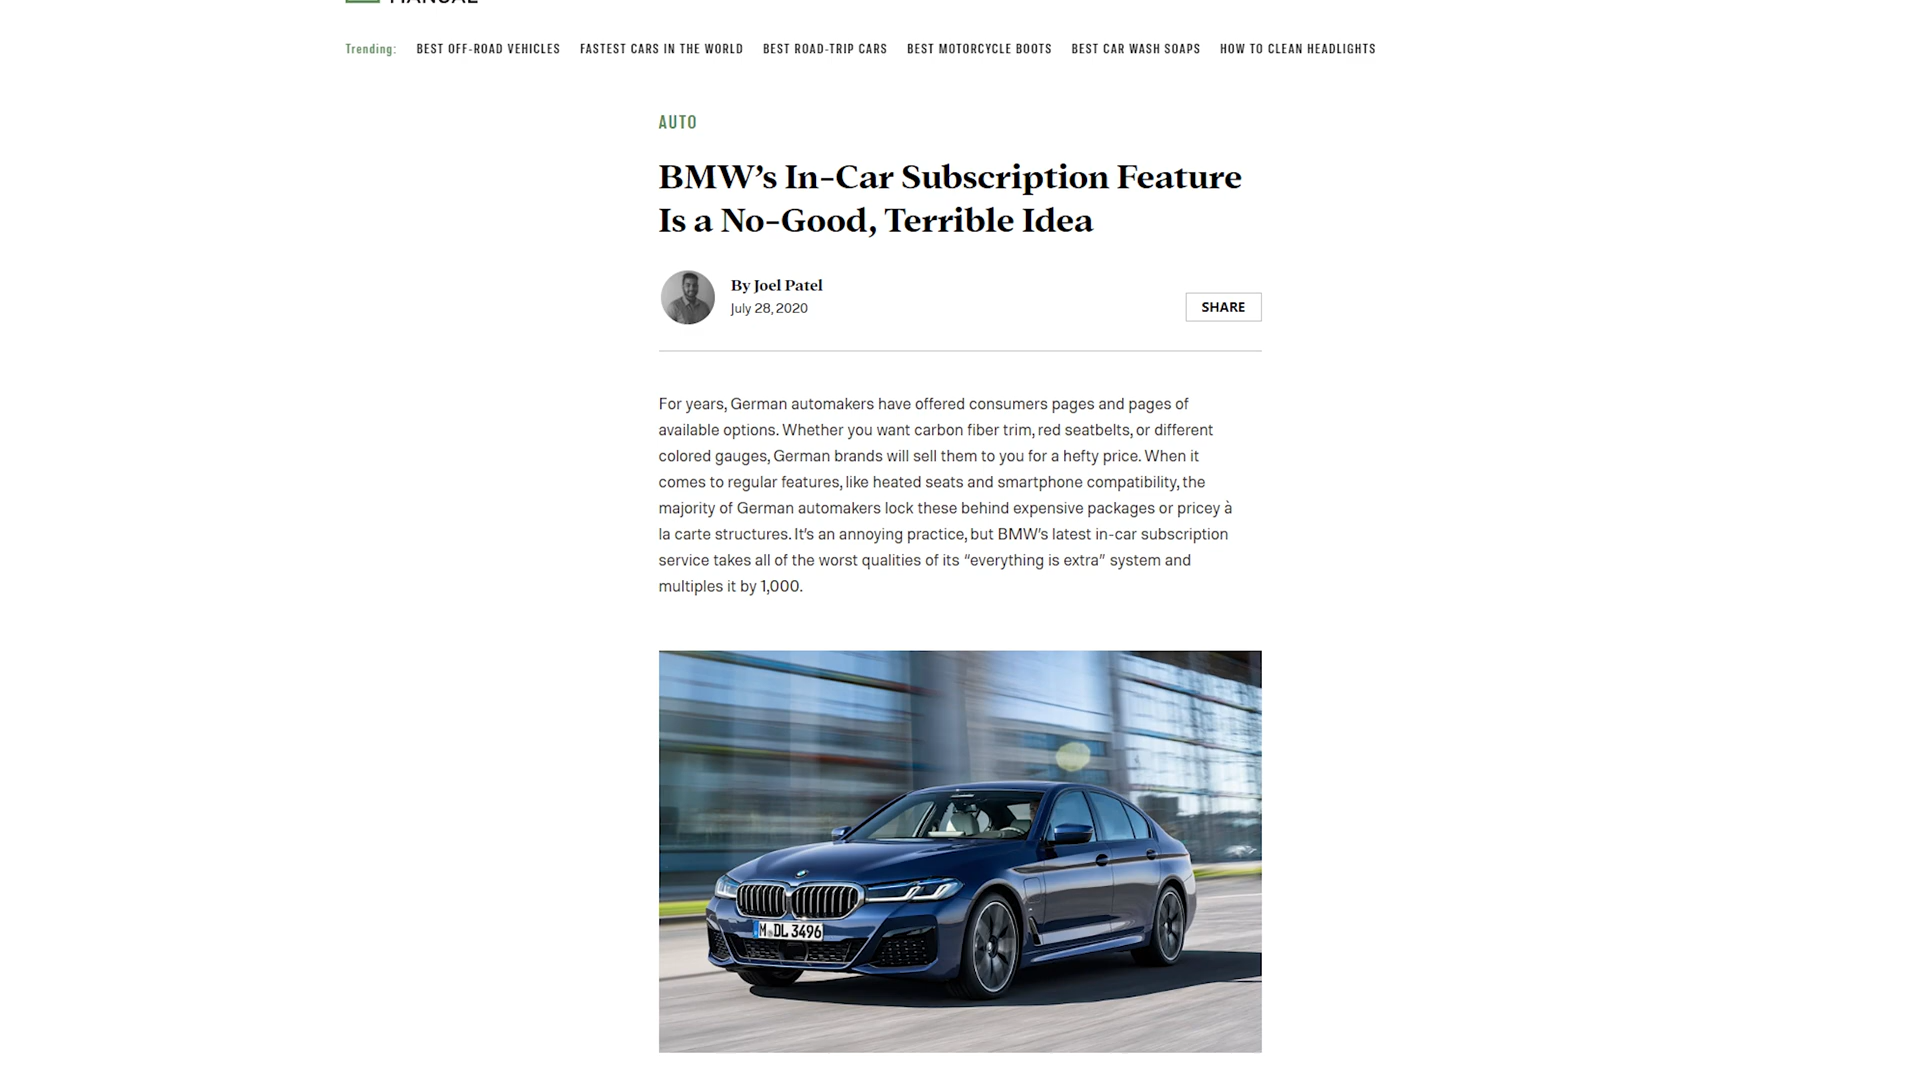 MANUAL
Trending: BEST OFF-ROAD VEHICLES FASTEST CARS IN THE WORLD BEST ROAD-TRIP CARS BEST MOTORCYCLE BOOTS BEST CAR WASH SOAPS HOW TO CLEAN HEADLIGHTS
AUTO
BMW’s In-Car Subscription Feature
Is a No-Good, Terrible Idea
By Joel Patel
July 28, 2020
SHARE
For years, German automakers have offered consumers pages and pages of
available options. Whether you want carbon fiber trim, red seatbelts, or different
colored gauges, German brands will sell them to you for a hefty price. When it
comes to regular features, like heated seats and smartphone compatibility, the
majority of German automakers lock these behind expensive packages or pricey à
la carte structures. It’s an annoying practice, but BMW’s latest in-car subscription
service takes all of the worst qualities of its “everything is extra” system and
multiples it by 1,000.
M DL 3496